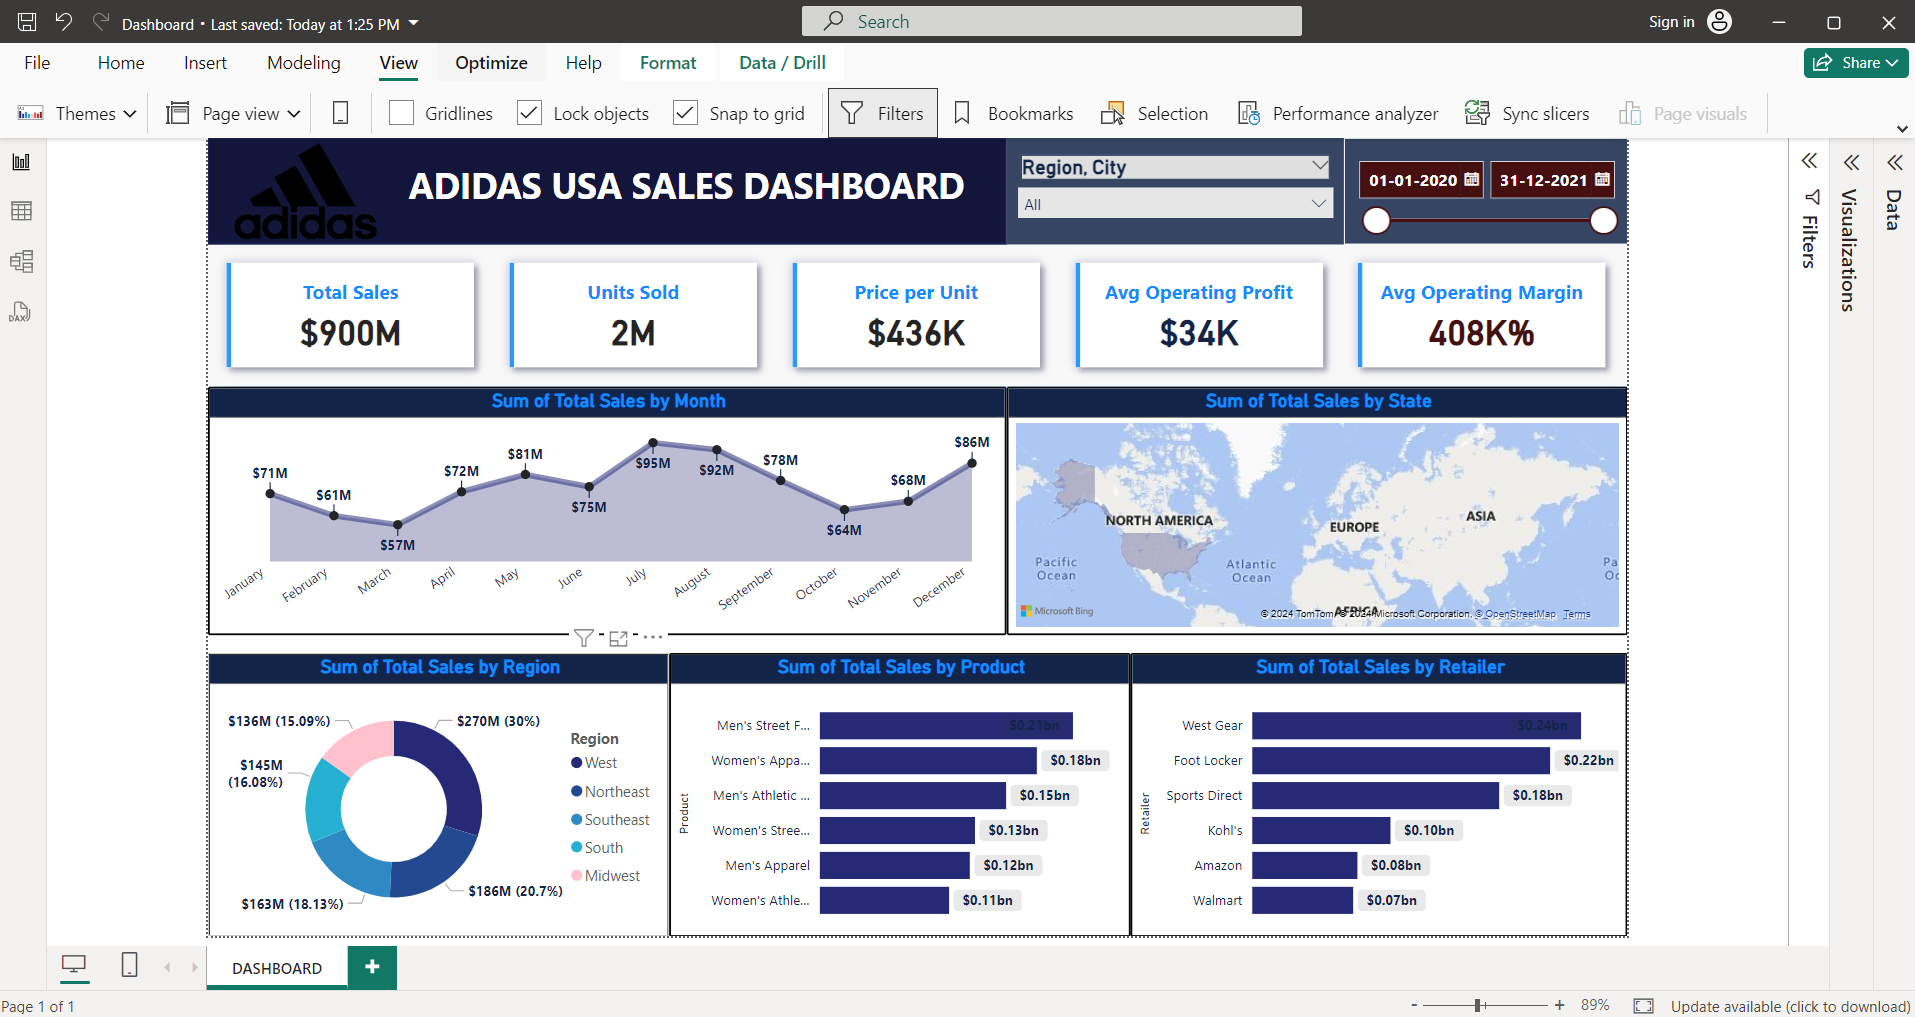 Dashboard • Last saved: Today at 1:25 PM
Search
Sign in
File Home Insert Modeling View Optimize Help Format Data / Drill
Share
Themes Page view Gridlines Lock objects Snap to grid Filters Bookmarks Selection Performance analyzer Sync slicers Page visuals
adidas
ADIDAS USA SALES DASHBOARD
Region, City
All
01-01-2020 31-12-2021
Filters
Visualizations
Data
DAX
Total Sales
$900M
Units Sold
2M
Price per Unit
$436K
Avg Operating Profit
$34K
Avg Operating Margin
408K%
Sum of Total Sales by Month
$71M
$61M
$57M
$72M
$81M
$75M
$95M
$92M
$78M
$64M
$68M
$86M
January February March April May June July August September October November December
Sum of Total Sales by State
NORTH AMERICA
EUROPE
ASIA
AFRICA
Pacific
Ocean
Atlantic
Ocean
Pa
Oc
Microsoft Bing
© 2024 TomTom, © 2024 Microsoft Corporation, © OpenStreetMap Terms
Sum of Total Sales by Region
$136M (15.09%)
$270M (30%)
$145M
(16.08%)
$163M (18.13%)
$186M (20.7%)
Region
West
Northeast
Southeast
South
Midwest
Sum of Total Sales by Product
Product
Men's Street F... $0.21bn
Women's Appa... $0.18bn
Men's Athletic ... $0.15bn
Women's Stree... $0.13bn
Men's Apparel $0.12bn
Women's Athle... $0.11bn
Sum of Total Sales by Retailer
Retailer
West Gear $0.24bn
Foot Locker $0.22bn
Sports Direct $0.18bn
Kohl's $0.10bn
Amazon $0.08bn
Walmart $0.07bn
DASHBOARD
Page 1 of 1
- + 89%
Update available (click to download)